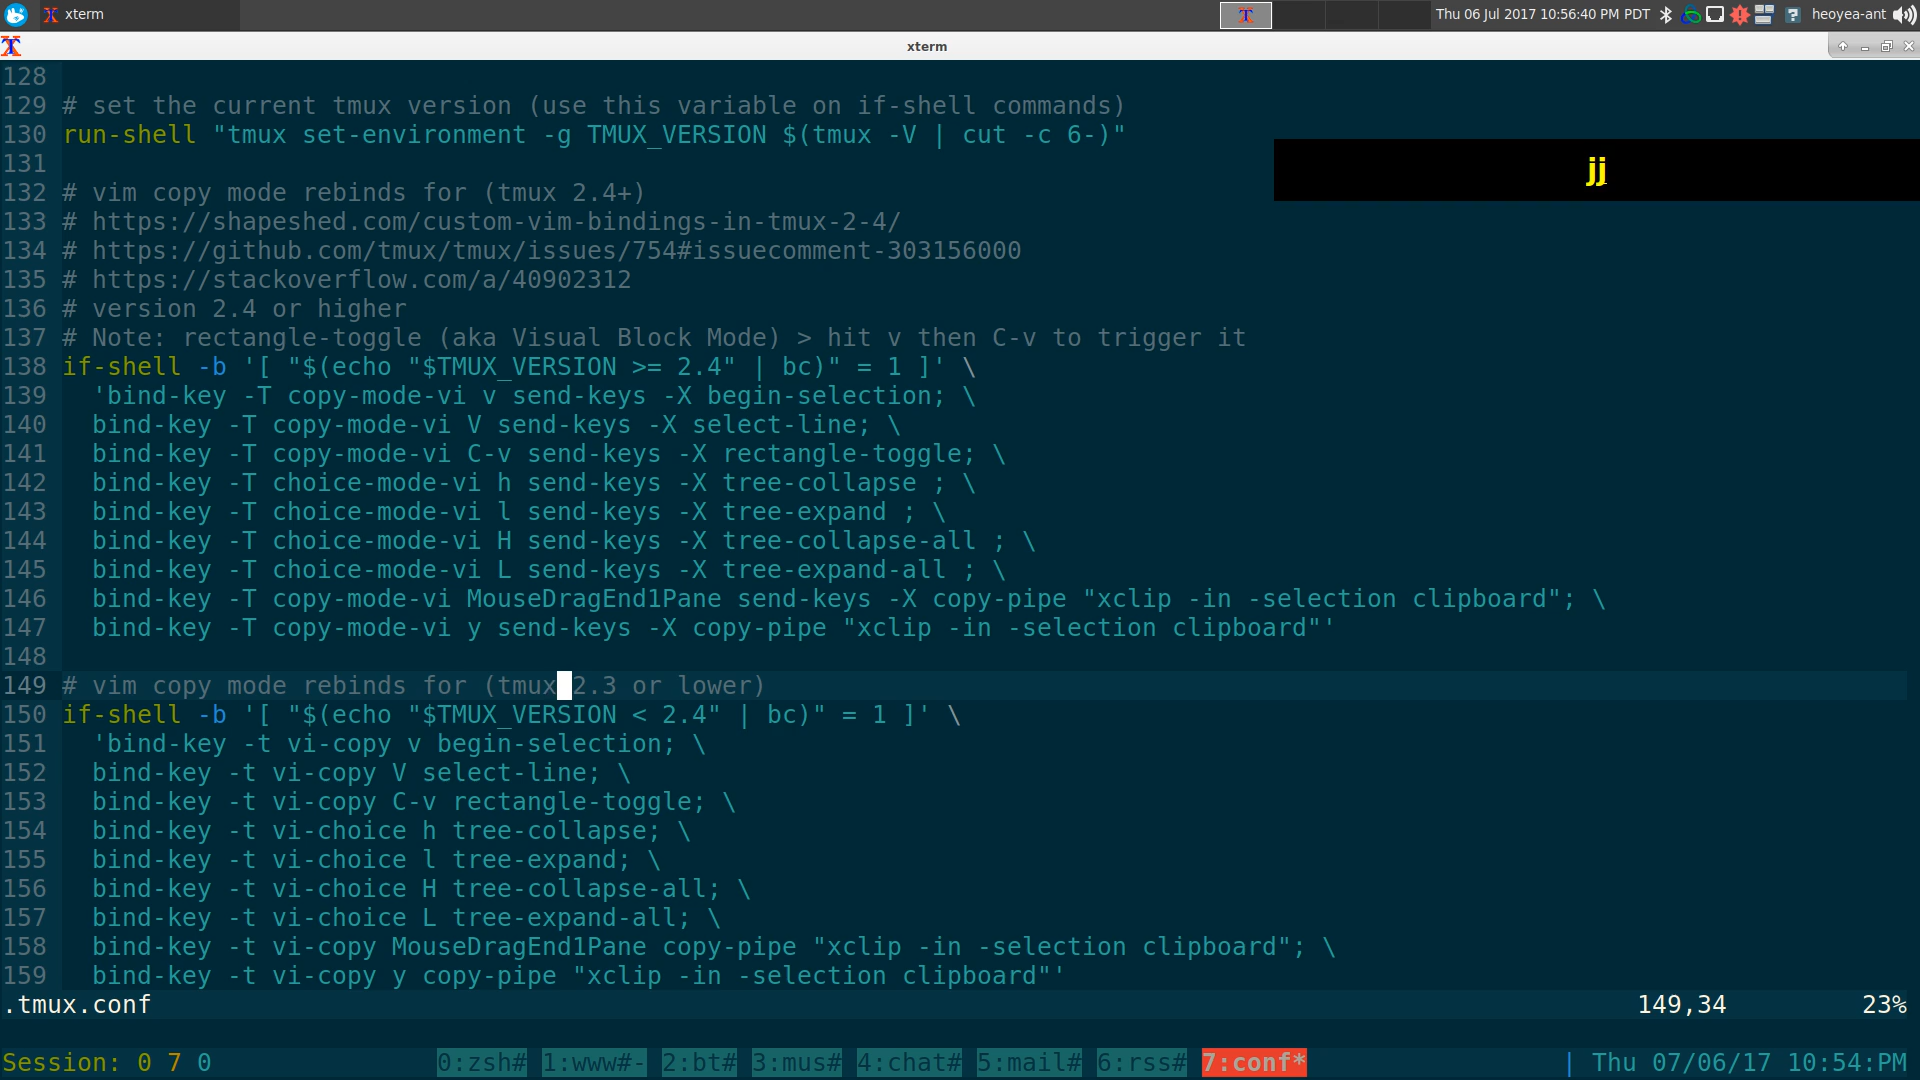 xterm
T
Thu 06 Jul 2017 10:56:40 PM PDT
heoyea-ant
xterm
128
129 # set the current tmux version (use this variable on if-shell commands)
130 run-shell "tmux set-environment -g TMUX_VERSION $(tmux -V | cut -c 6-)"
131
jj
132 # vim copy mode rebinds for (tmux 2.4+)
133 # https://shapeshed.com/custom-vim-bindings-in-tmux-2-4/
134 # https://github.com/tmux/tmux/issues/754#issuecomment-303156000
135 # https://stackoverflow.com/a/40902312
136 # version 2.4 or higher
137 # Note: rectangle-toggle (aka Visual Block Mode) > hit v then C-v to trigger it
138 if-shell -b '[ "$(echo "$TMUX_VERSION >= 2.4" | bc)" = 1 ]' \
139   'bind-key -T copy-mode-vi v send-keys -X begin-selection; \
140   bind-key -T copy-mode-vi V send-keys -X select-line; \
141   bind-key -T copy-mode-vi C-v send-keys -X rectangle-toggle; \
142   bind-key -T choice-mode-vi h send-keys -X tree-collapse ; \
143   bind-key -T choice-mode-vi l send-keys -X tree-expand ; \
144   bind-key -T choice-mode-vi H send-keys -X tree-collapse-all ; \
145   bind-key -T choice-mode-vi L send-keys -X tree-expand-all ; \
146   bind-key -T copy-mode-vi MouseDragEnd1Pane send-keys -X copy-pipe "xclip -in -selection clipboard"; \
147   bind-key -T copy-mode-vi y send-keys -X copy-pipe "xclip -in -selection clipboard"'
148
149 # vim copy mode rebinds for (tmux 2.3 or lower)
150 if-shell -b '[ "$(echo "$TMUX_VERSION < 2.4" | bc)" = 1 ]' \
151   'bind-key -t vi-copy v begin-selection; \
152   bind-key -t vi-copy V select-line; \
153   bind-key -t vi-copy C-v rectangle-toggle; \
154   bind-key -t vi-choice h tree-collapse; \
155   bind-key -t vi-choice l tree-expand; \
156   bind-key -t vi-choice H tree-collapse-all; \
157   bind-key -t vi-choice L tree-expand-all; \
158   bind-key -t vi-copy MouseDragEnd1Pane copy-pipe "xclip -in -selection clipboard"; \
159   bind-key -t vi-copy y copy-pipe "xclip -in -selection clipboard"'
.tmux.conf 149,34 23%
Session: 0 7 0 0:zsh# 1:www#- 2:bt# 3:mus# 4:chat# 5:mail# 6:rss# 7:conf* | Thu 07/06/17 10:54:PM